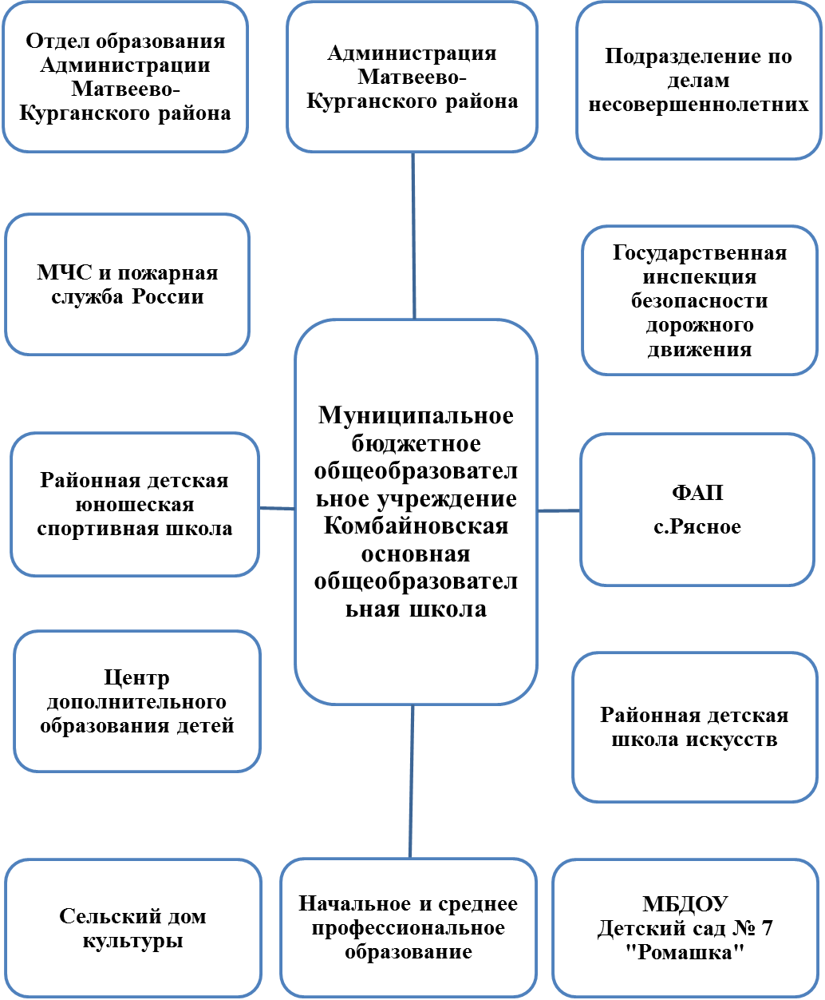 Отдел образования
Администрации
Матвеево-
Курганского района
Администрация
Матвеево-
Курганского района
Подразделение по
делам
несовершеннолетних
МЧС и пожарная
служба России
Государственная
инспекция
безопасности
дорожного
движения
Муниципальное
бюджетное
общеобразовател
ьное учреждение
Комбайновская
основная
общеобразовател
ьная школа
Районная детская
юношеская
спортивная школа
ФАП
с.Рясное
Центр
дополнительного
образования детей
Районная детская
школа искусств
Сельский дом
культуры
Начальное и среднее
профессиональное
образование
МБДОУ
Детский сад № 7
"Ромашка"